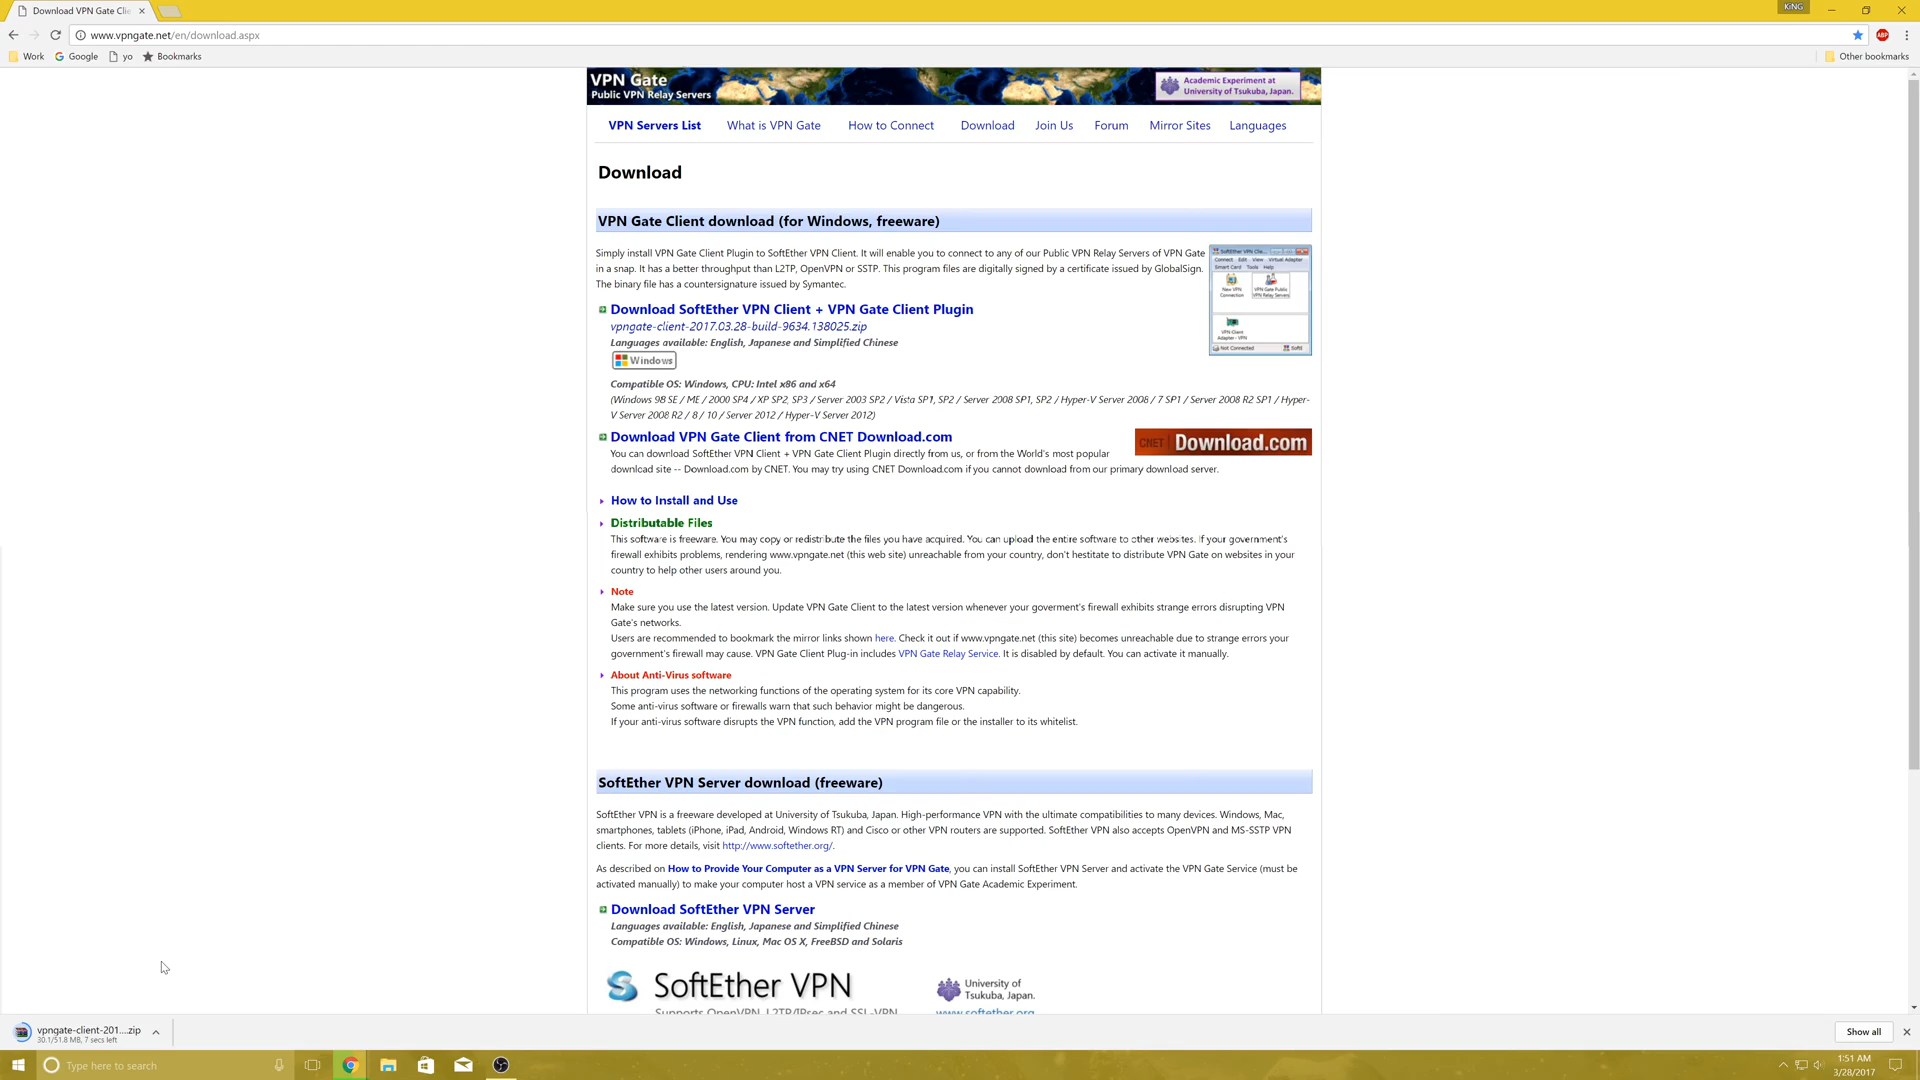 Download VPN Gate Clie
KiNG
www.vpngate.net/en/download.aspx
ABP
Work
Google
yo
Bookmarks
Other bookmarks
VPN Gate
Public VPN Relay Servers
Academic Experiment at
University of Tsukuba, Japan.
VPN Servers List
What is VPN Gate
How to Connect
Download
Join Us
Forum
Mirror Sites
Languages
Download
VPN Gate Client download (for Windows, freeware)
Simply install VPN Gate Client Plugin to SoftEther VPN Client. It will enable you to connect to any of our Public VPN Relay Servers of VPN Gate
in a snap. It has a better throughput than L2TP, OpenVPN or SSTP. This program files are digitally signed by a certificate issued by GlobalSign.
The binary file has a countersignature issued by Symantec.
SoftEther VPN Clie...
Connect Edit View Virtual Adapter
Smart Card Tools Help
New VPN
Connection
VPN Gate Public
VPN Relay Servers
VPN Client
Adapter - VPN
Not Connected
SoftE
Download SoftEther VPN Client + VPN Gate Client Plugin
vpngate-client-2017.03.28-build-9634.138025.zip
Languages available: English, Japanese and Simplified Chinese
Windows
Compatible OS: Windows, CPU: Intel x86 and x64
(Windows 98 SE / ME / 2000 SP4 / XP SP2, SP3 / Server 2003 SP2 / Vista SP1, SP2 / Server 2008 SP1, SP2 / Hyper-V Server 2008 / 7 SP1 / Server 2008 R2 SP1 / Hyper-
V Server 2008 R2 / 8 / 10 / Server 2012 / Hyper-V Server 2012)
Download VPN Gate Client from CNET Download.com
CNET Download.com
You can download SoftEther VPN Client + VPN Gate Client Plugin directly from us, or from the World's most popular
download site -- Download.com by CNET. You may try using CNET Download.com if you cannot download from our primary download server.
How to Install and Use
Distributable Files
This software is freeware. You may copy or redistribute the files you have acquired. You can upload the entire software to other websites. If your government's
firewall exhibits problems, rendering www.vpngate.net (this web site) unreachable from your country, don't hestitate to distribute VPN Gate on websites in your
country to help other users around you.
Note
Make sure you use the latest version. Update VPN Gate Client to the latest version whenever your goverment's firewall exhibits strange errors disrupting VPN
Gate's networks.
Users are recommended to bookmark the mirror links shown here. Check it out if www.vpngate.net (this site) becomes unreachable due to strange errors your
government's firewall may cause. VPN Gate Client Plug-in includes VPN Gate Relay Service. It is disabled by default. You can activate it manually.
About Anti-Virus software
This program uses the networking functions of the operating system for its core VPN capability.
Some anti-virus software or firewalls warn that such behavior might be dangerous.
If your anti-virus software disrupts the VPN function, add the VPN program file or the installer to its whitelist.
SoftEther VPN Server download (freeware)
SoftEther VPN is a freeware developed at University of Tsukuba, Japan. High-performance VPN with the ultimate compatibilities to many devices. Windows, Mac,
smartphones, tablets (iPhone, iPad, Android, Windows RT) and Cisco or other VPN routers are supported. SoftEther VPN also accepts OpenVPN and MS-SSTP VPN
clients. For more details, visit http://www.softether.org/.
As described on How to Provide Your Computer as a VPN Server for VPN Gate, you can install SoftEther VPN Server and activate the VPN Gate Service (must be
activated manually) to make your computer host a VPN service as a member of VPN Gate Academic Experiment.
Download SoftEther VPN Server
Languages available: English, Japanese and Simplified Chinese
Compatible OS: Windows, Linux, Mac OS X, FreeBSD and Solaris
SoftEther VPN
University of
Tsukuba, Japan.
Supports OpenVPN, L2TP/IPsec and SSL-VPN
www.softether.org
vpngate-client-201....zip
30.1/51.8 MB, 7 secs left
Show all
Type here to search
1:51 AM
3/28/2017